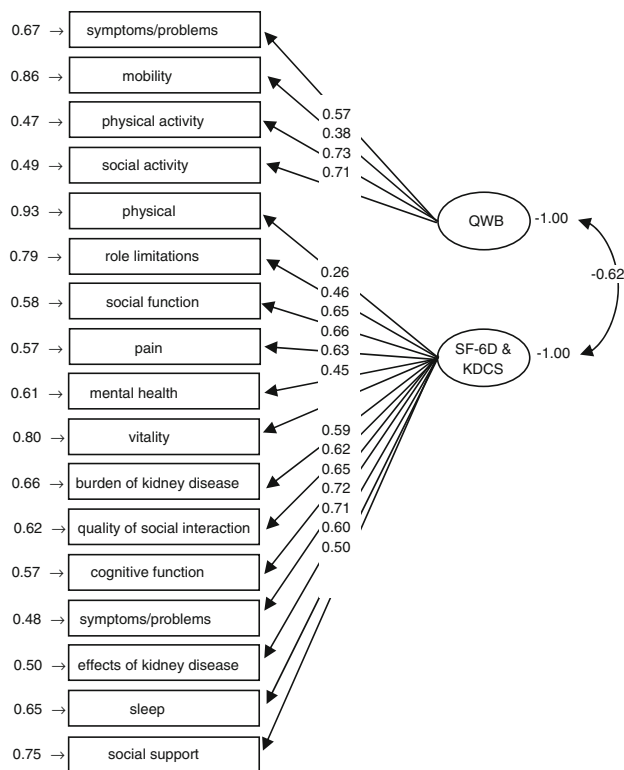 0.67 → symptoms/problems
0.86 → mobility
0.57
0.38
0.47 → physical activity
0.73
0.49 → social activity
0.71
0.93 → physical
QWB -1.00
0.79 → role limitations
0.26
-0.62
0.46
0.58 → social function
0.65
0.66
0.57 → pain
0.63
SF-6D & KDCS -1.00
0.45
0.61 → mental health
0.80 → vitality
0.59
0.62
0.66 → burden of kidney disease
0.65
0.72
0.62 → quality of social interaction
0.71
0.60
0.50
0.57 → cognitive function
0.48 → symptoms/problems
0.50 → effects of kidney disease
0.65 → sleep
0.75 → social support